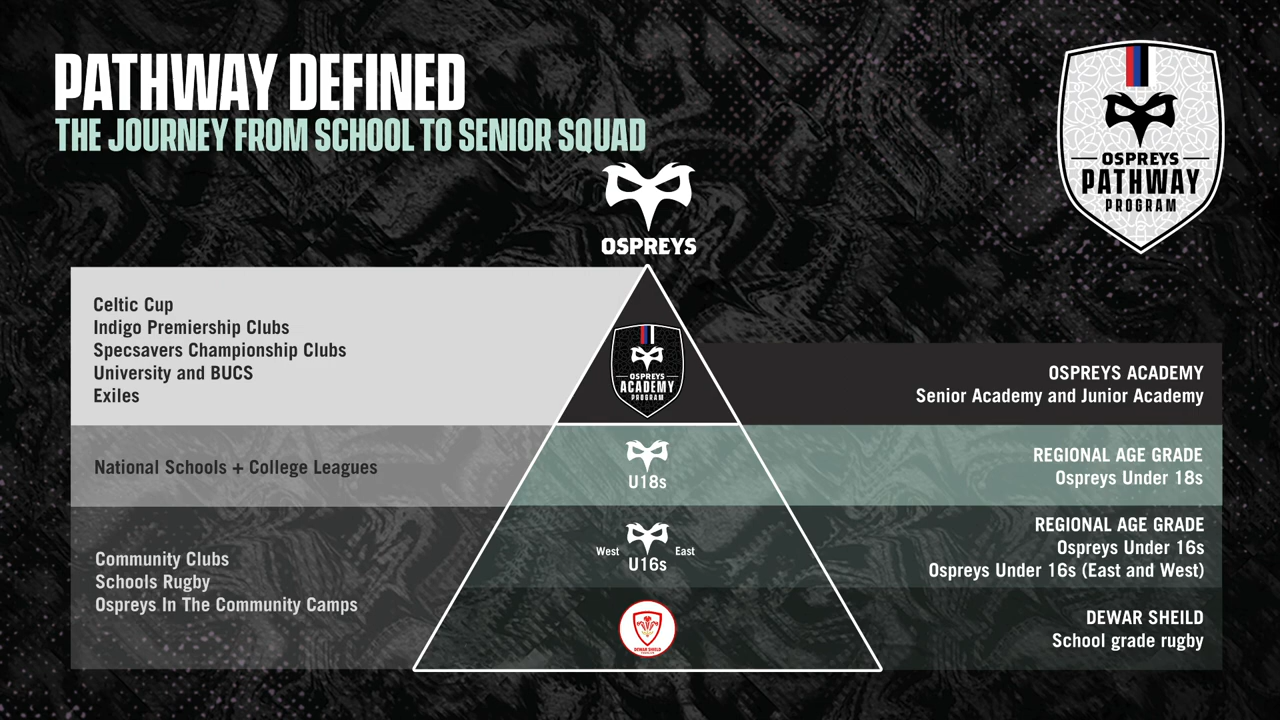 PATHWAY DEFINED
THE JOURNEY FROM SCHOOL TO SENIOR SQUAD
OSPREYS
PATHWAY
PROGRAM
OSPREYS
Celtic Cup
Indigo Premiership Clubs
Specsavers Championship Clubs
University and BUCS
Exiles
OSPREYS
ACADEMY
PROGRAM
OSPREYS ACADEMY
Senior Academy and Junior Academy
National Schools + College Leagues
U18s
REGIONAL AGE GRADE
Ospreys Under 18s
Community Clubs
Schools Rugby
Ospreys In The Community Camps
West
East
U16s
REGIONAL AGE GRADE
Ospreys Under 16s
Ospreys Under 16s (East and West)
DEWAR SHEILD
DEWAR SHEILD
School grade rugby